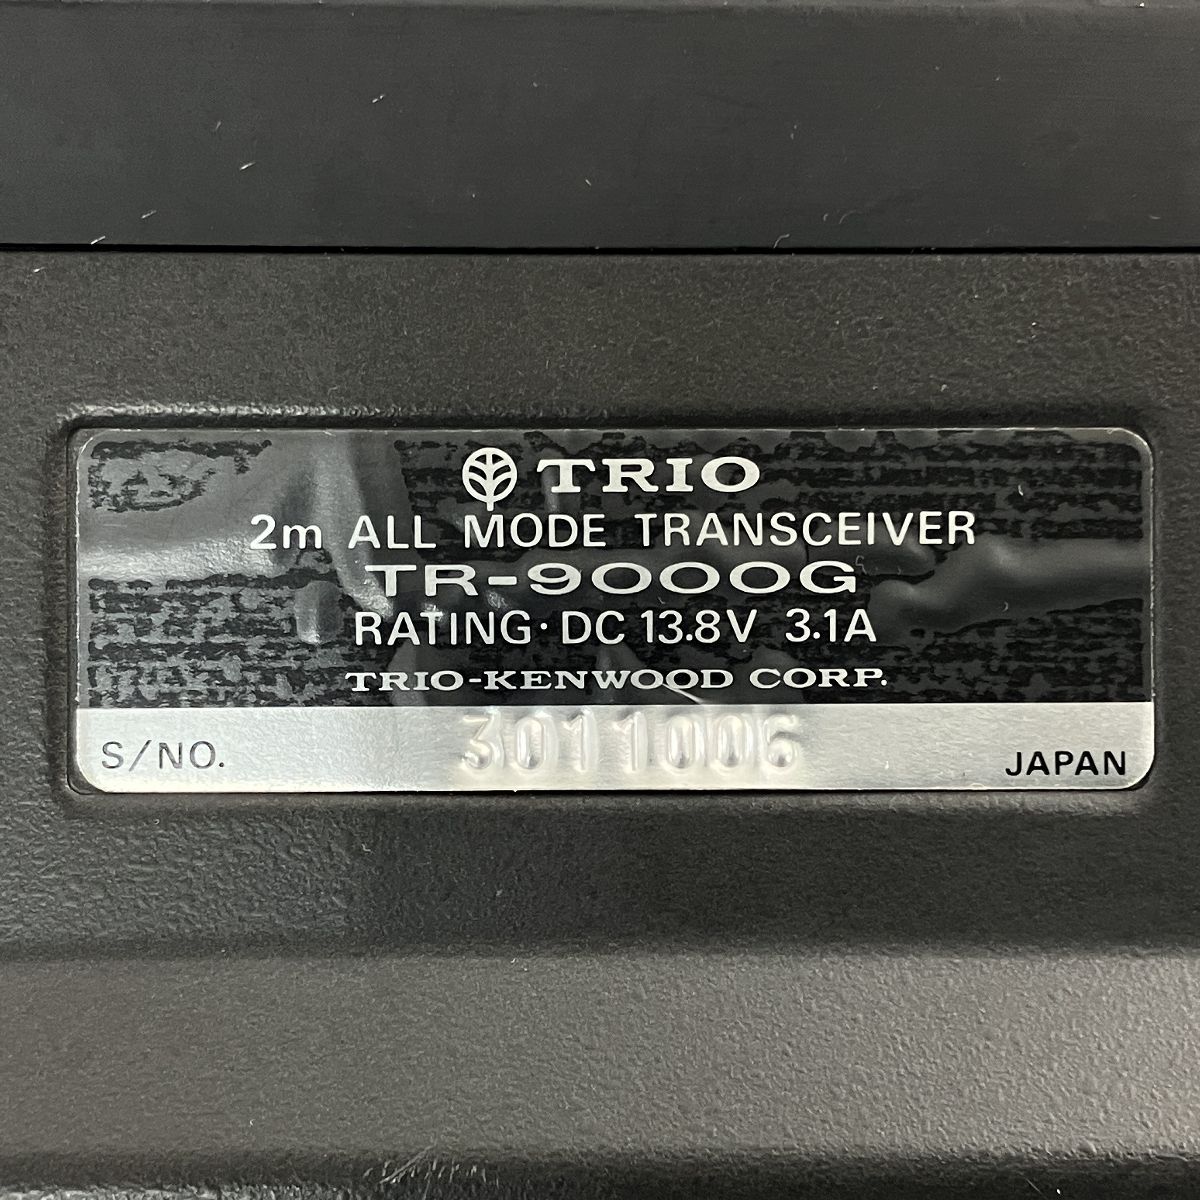 TRIO
2m ALL MODE TRANSCEIVER
TR-9000G
RATING · DC 13.8V 3.1A
TRIO-KENWOOD CORP.
S/NO. 3011006 JAPAN